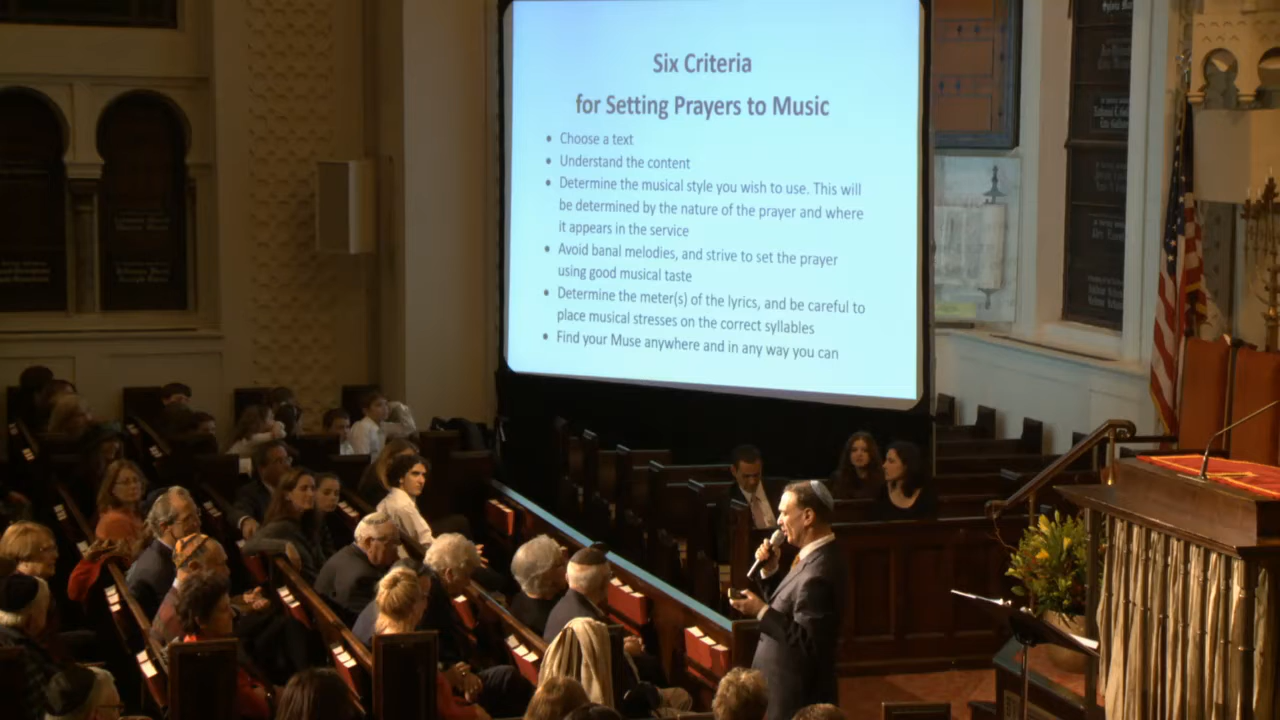 Six Criteria
for Setting Prayers to Music
• Choose a text
• Understand the content
• Determine the musical style you wish to use. This will
be determined by the nature of the prayer and where
it appears in the service
• Avoid banal melodies, and strive to set the prayer
using good musical taste
• Determine the meter(s) of the lyrics, and be careful to
place musical stresses on the correct syllables
• Find your Muse anywhere and in any way you can